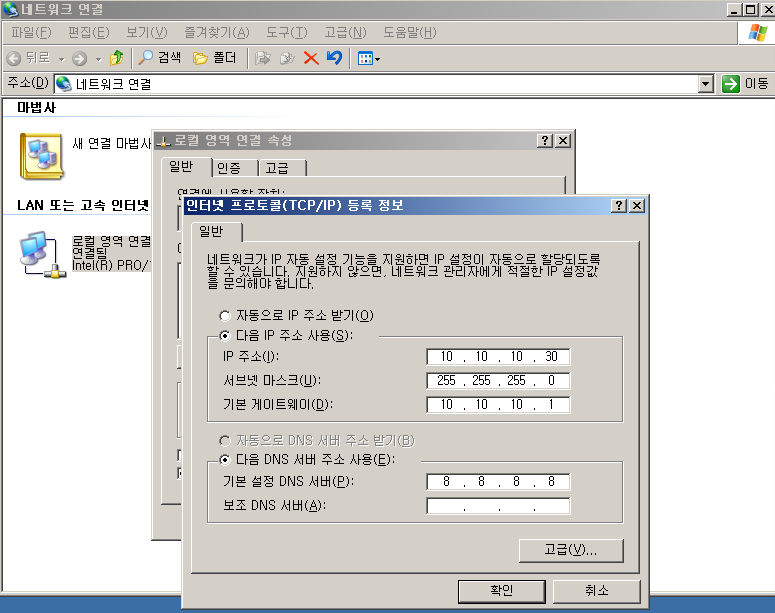 네트워크 연결
파일(F) 편집(E) 보기(V) 즐겨찾기(A) 도구(T) 고급(N) 도움말(H)
뒤로 검색 폴더
주소(D) 네트워크 연결 이동
마법사
새 연결 마법사
LAN 또는 고속 인터넷
로컬 영역 연결
연결됨
Intel(R) PRO/
로컬 영역 연결 속성
일반 인증 고급
연결에 사용할 장치:
인터넷 프로토콜(TCP/IP) 등록 정보
일반
네트워크가 IP 자동 설정 기능을 지원하면 IP 설정이 자동으로 할당되도록
할 수 있습니다. 지원하지 않으면, 네트워크 관리자에게 적절한 IP 설정값
을 문의해야 합니다.
자동으로 IP 주소 받기(O)
다음 IP 주소 사용(S):
IP 주소(I): 10 . 10 . 10 . 30
서브넷 마스크(U): 255 . 255 . 255 . 0
기본 게이트웨이(D): 10 . 10 . 10 . 1
자동으로 DNS 서버 주소 받기(B)
다음 DNS 서버 주소 사용(E):
기본 설정 DNS 서버(P): 8 . 8 . 8 . 8
보조 DNS 서버(A): . . .
고급(V)...
확인 취소